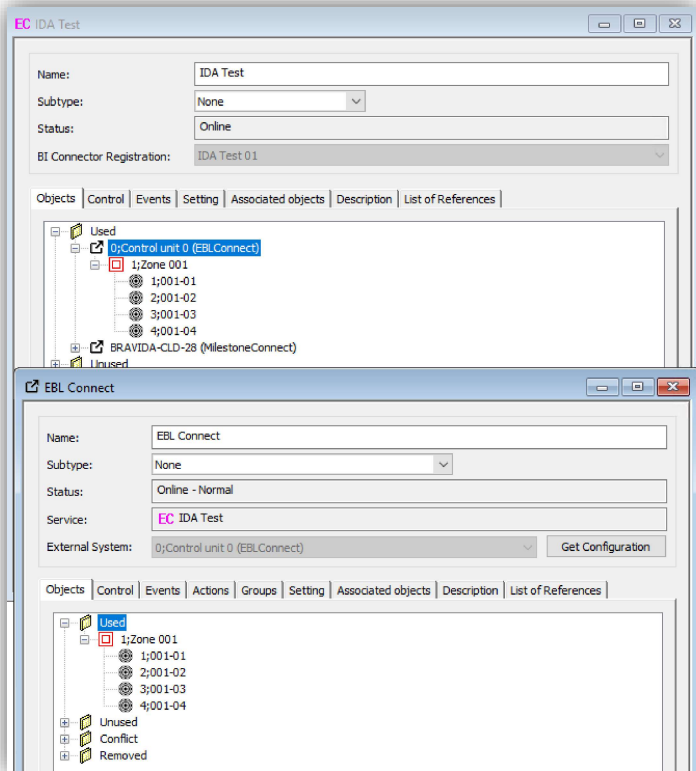 EC IDA Test
Name: IDA Test
Subtype: None
Status: Online
BI Connector Registration: IDA Test 01
Objects Control Events Setting Associated objects Description List of References
Used
0;Control unit 0 (EBLConnect)
1;Zone 001
1;001-01
2;001-02
3;001-03
4;001-04
BRAVIDA-CLD-28 (MilestoneConnect)
Unused
EBL Connect
Name: EBL Connect
Subtype: None
Status: Online - Normal
Service: EC IDA Test
External System: 0;Control unit 0 (EBLConnect) Get Configuration
Objects Control Events Actions Groups Setting Associated objects Description List of References
Used
1;Zone 001
1;001-01
2;001-02
3;001-03
4;001-04
Unused
Conflict
Removed